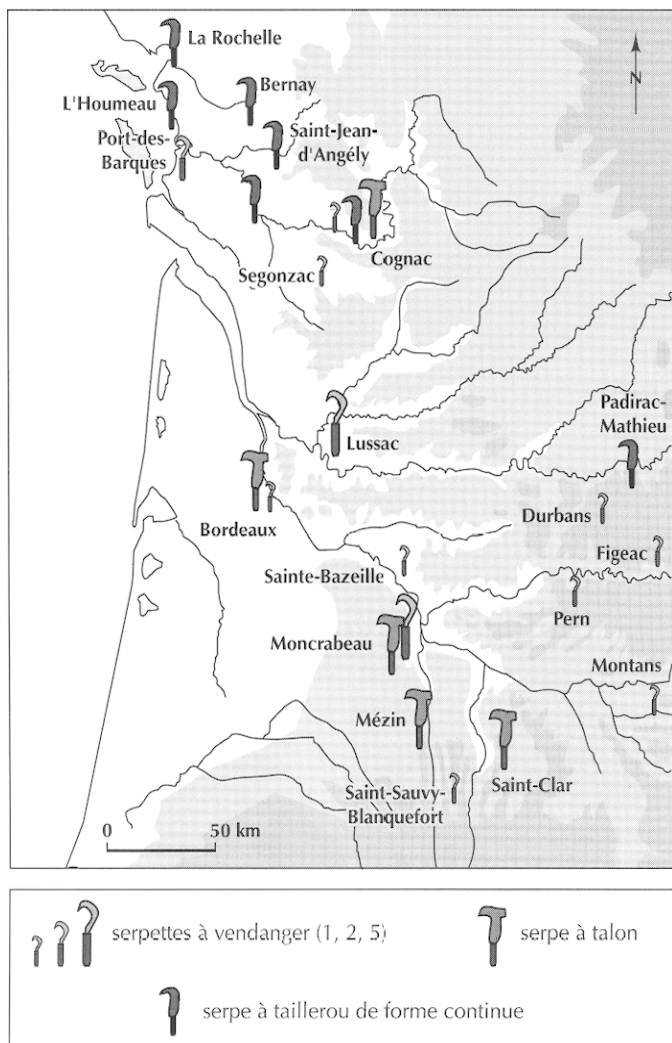 La Rochelle
Bernay
L'Houmeau
Saint-Jean-
d'Angély
Port-des-
Barques
Cognac
Segonzac
Padirac-
Mathieu
Lussac
Durbans
Bordeaux
Figeac
Sainte-Bazeille
Pern
Moncrabeau
Montans
Mézin
Saint-Clar
Saint-Sauvy-
Blanquefort
N
0 50 km
serpettes à vendanger (1, 2, 5)
serpe à talon
serpe à taillerou de forme continue